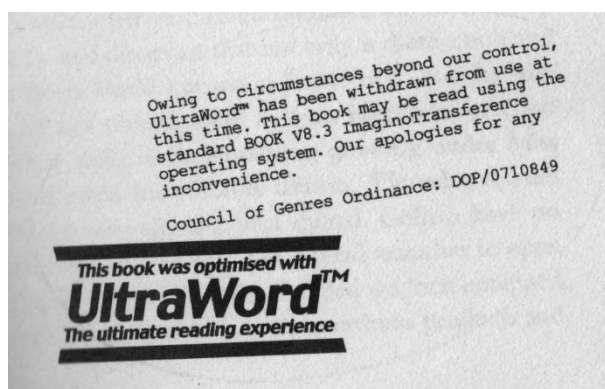 Owing to circumstances beyond our control,
UltraWord™ has been withdrawn from use at
this time. This book may be read using the
standard BOOK V8.3 ImaginoTransference
operating system. Our apologies for any
inconvenience.
Council of Genres Ordinance: DOP/0710849
This book was optimised with
UltraWord™
The ultimate reading experience